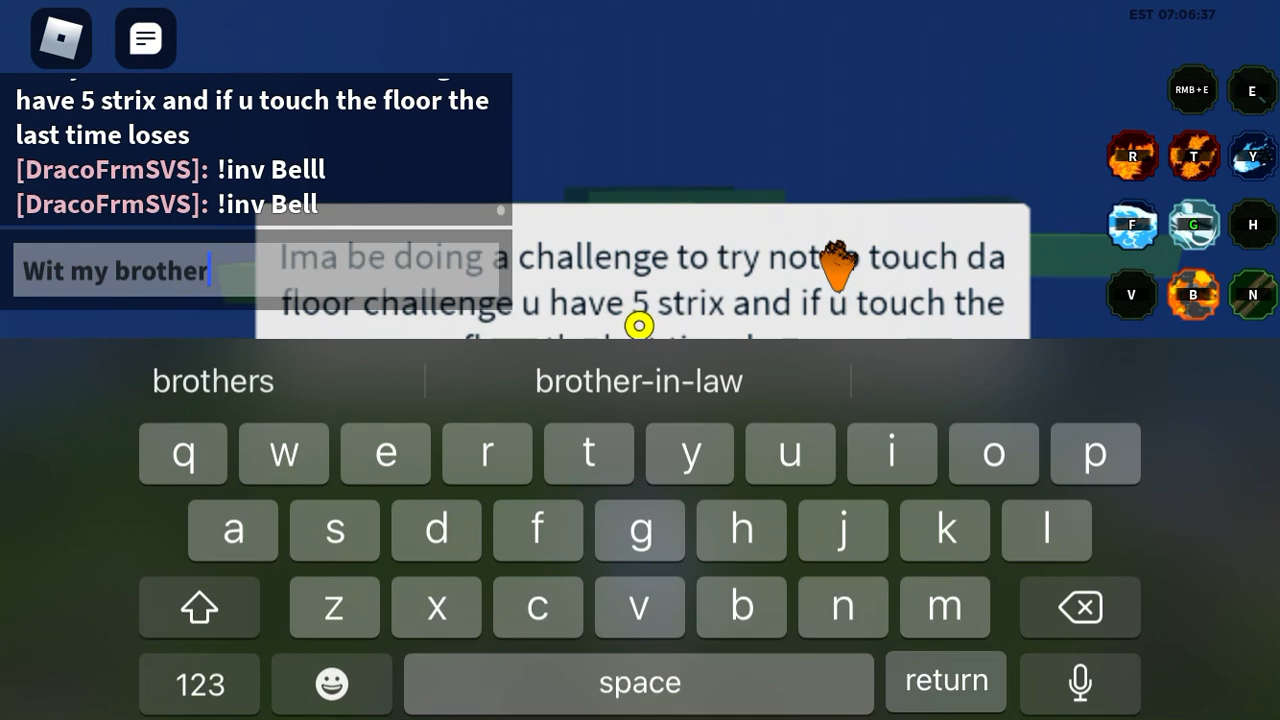 EST 07:06:37
have 5 strix and if u touch the floor the
last time loses
[DracoFrmSVS]: !inv Belll
[DracoFrmSVS]: !inv Bell
Wit my brother
Ima be doing a challenge to try not touch da
floor challenge u have 5 strix and if u touch the
RMB+E E
R T Y
F G H
V B N
brothers brother-in-law
q w e r t y u i o p
a s d f g h j k l
z x c v b n m
123 space return